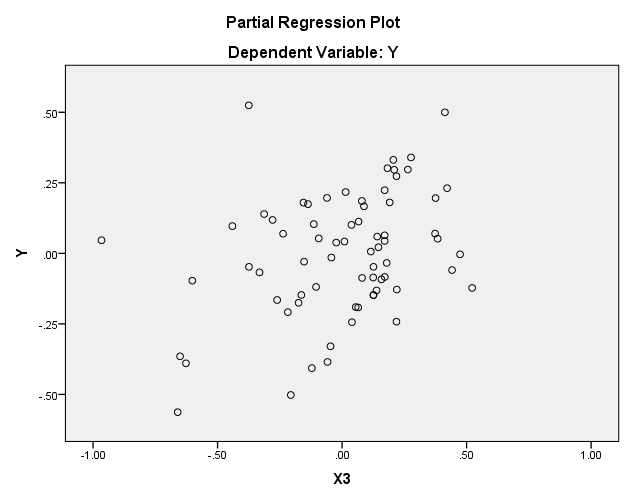 Partial Regression Plot
Dependent Variable: Y
.50
.25
.00
-.25
-.50
Y
-1.00 -.50 .00 .50 1.00
X3